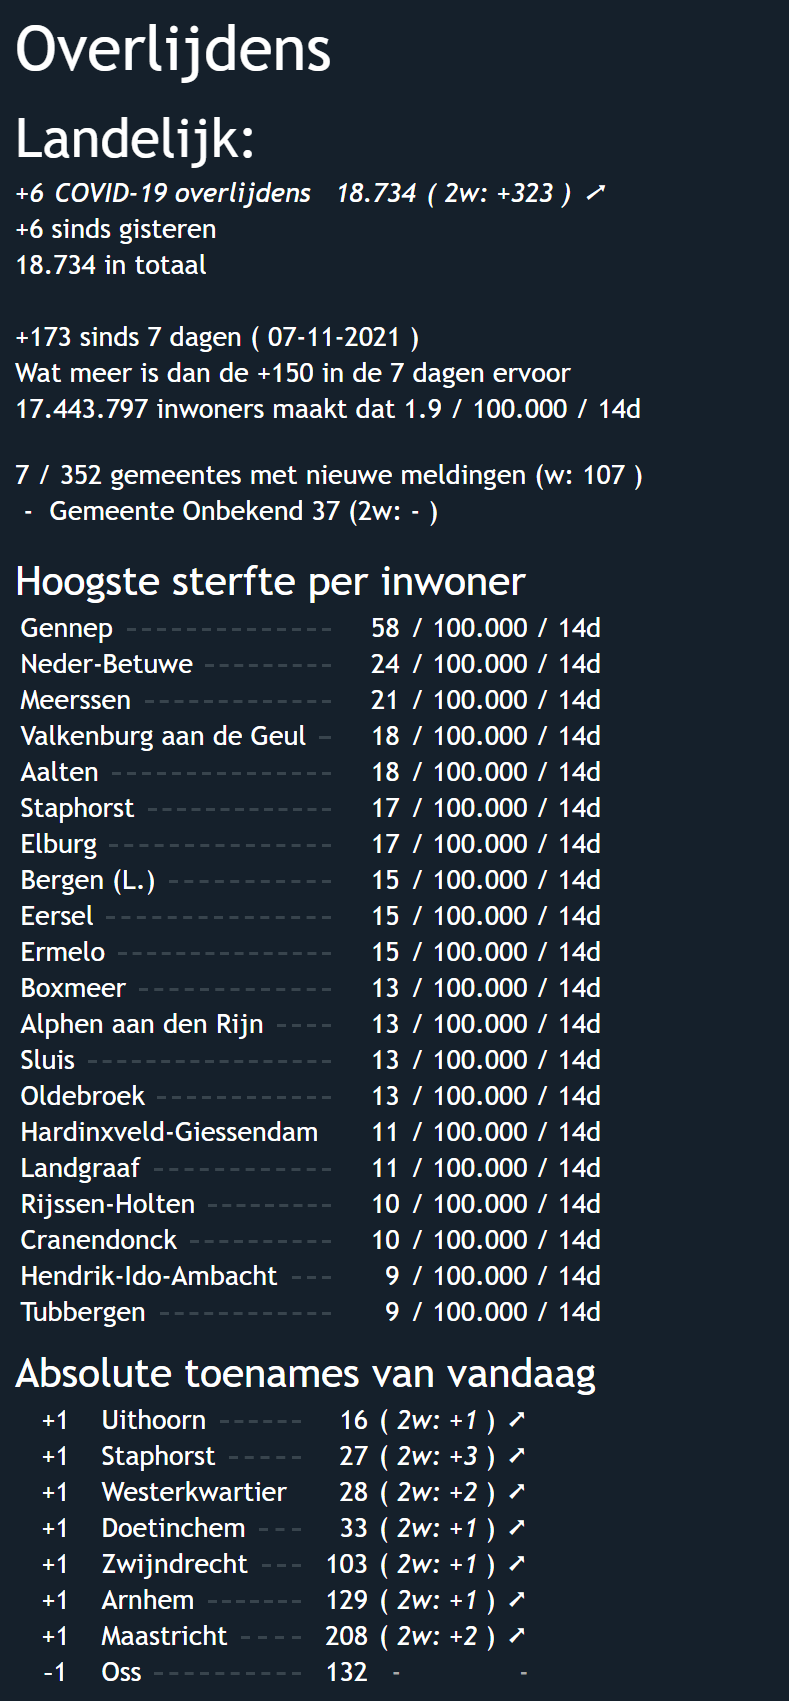 Overlijdens
Landelijk:
+6 COVID-19 overlijdens 18.734 ( 2w: +323 ) ➚
+6 sinds gisteren
18.734 in totaal
+173 sinds 7 dagen ( 07-11-2021 )
Wat meer is dan de +150 in de 7 dagen ervoor
17.443.797 inwoners maakt dat 1.9 / 100.000 / 14d
7 / 352 gemeentes met nieuwe meldingen (w: 107 )
- Gemeente Onbekend 37 (2w: - )
Hoogste sterfte per inwoner
Gennep -------------- 58 / 100.000 / 14d
Neder-Betuwe --------- 24 / 100.000 / 14d
Meerssen ------------- 21 / 100.000 / 14d
Valkenburg aan de Geul - 18 / 100.000 / 14d
Aalten --------------- 18 / 100.000 / 14d
Staphorst ------------- 17 / 100.000 / 14d
Elburg --------------- 17 / 100.000 / 14d
Bergen (L.) ----------- 15 / 100.000 / 14d
Eersel --------------- 15 / 100.000 / 14d
Ermelo --------------- 15 / 100.000 / 14d
Boxmeer ------------- 13 / 100.000 / 14d
Alphen aan den Rijn ---- 13 / 100.000 / 14d
Sluis ----------------- 13 / 100.000 / 14d
Oldebroek ------------ 13 / 100.000 / 14d
Hardinxveld-Giessendam 11 / 100.000 / 14d
Landgraaf ------------ 11 / 100.000 / 14d
Rijssen-Holten --------- 10 / 100.000 / 14d
Cranendonck ---------- 10 / 100.000 / 14d
Hendrik-Ido-Ambacht --- 9 / 100.000 / 14d
Tubbergen ------------ 9 / 100.000 / 14d
Absolute toenames van vandaag
+1 Uithoorn ------ 16 ( 2w: +1 ) ➚
+1 Staphorst ----- 27 ( 2w: +3 ) ➚
+1 Westerkwartier 28 ( 2w: +2 ) ➚
+1 Doetinchem --- 33 ( 2w: +1 ) ➚
+1 Zwijndrecht --- 103 ( 2w: +1 ) ➚
+1 Arnhem ------- 129 ( 2w: +1 ) ➚
+1 Maastricht ---- 208 ( 2w: +2 ) ➚
-1 Oss ---------- 132 - -